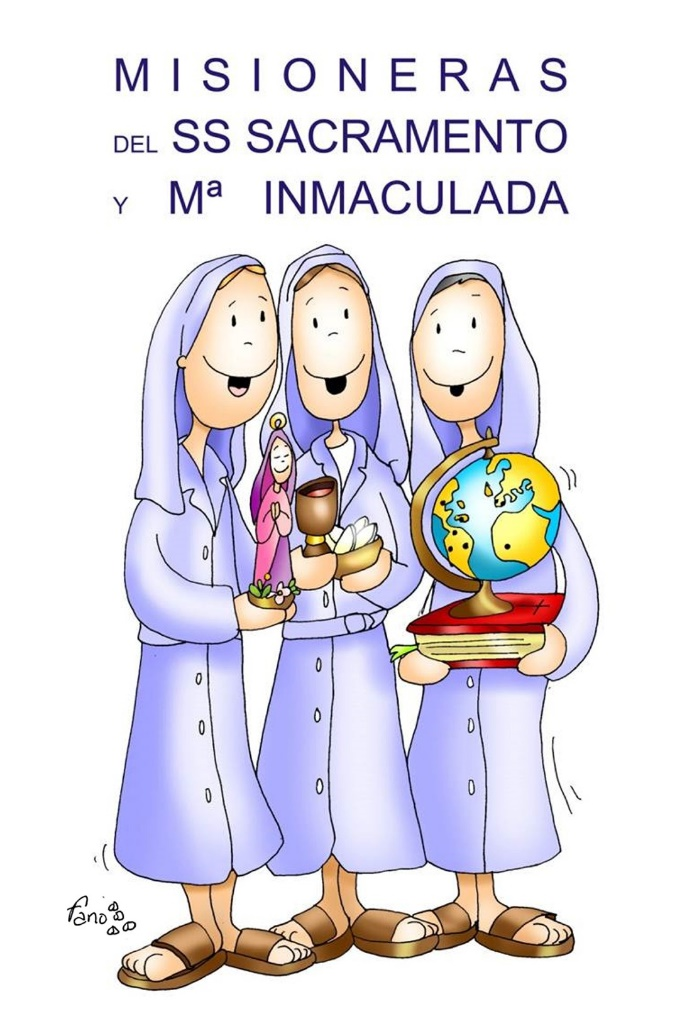 MISIONERAS
DEL SS SACRAMENTO
Y Mª INMACULADA
fano